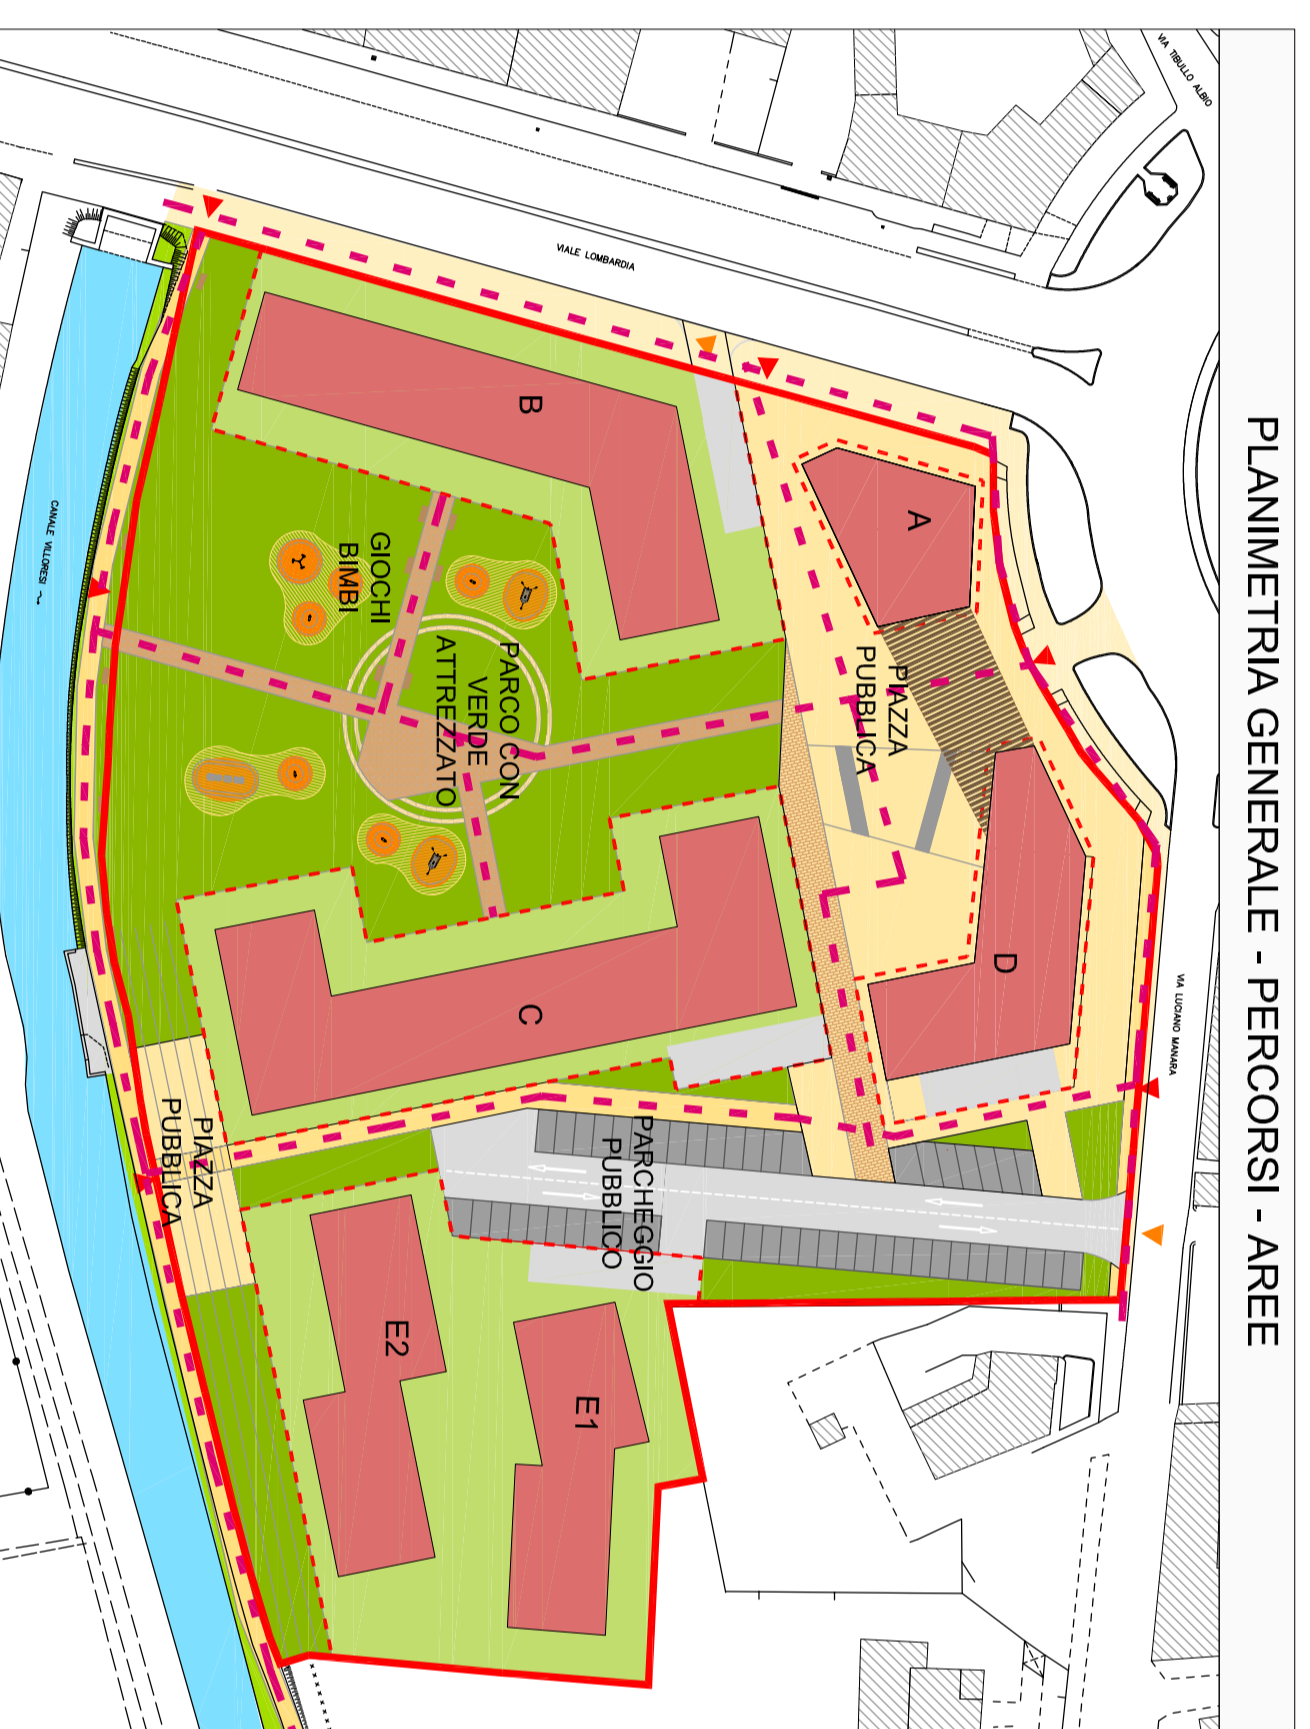 PLANIMETRIA GENERALE - PERCORSI - AREE
VIA TIBULLO ALBIO
VIALE LOMBARDIA
VIA LUCIANO MANARA
A
PIAZZA
PUBBLICA
D
B
GIOCHI
BIMBI
PARCO CON
VERDE
ATTREZZATO
C
PARCHEGGIO
PUBBLICO
PIAZZA
PUBBLICA
E1
E2
CANALE VILLORESI